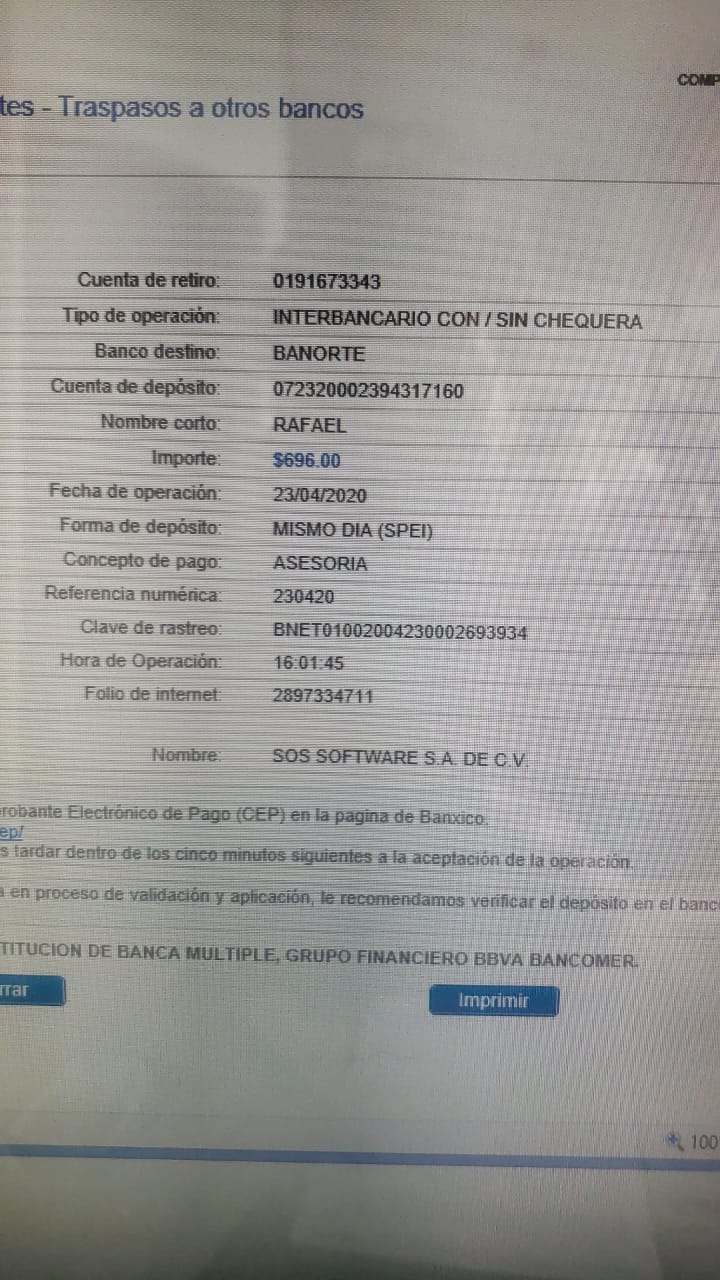 COMP
tes - Traspasos a otros bancos
Cuenta de retiro: 0191673343
Tipo de operación: INTERBANCARIO CON / SIN CHEQUERA
Banco destino: BANORTE
Cuenta de depósito: 072320002394317160
Nombre corto: RAFAEL
Importe: $696.00
Fecha de operación: 23/04/2020
Forma de depósito: MISMO DIA (SPEI)
Concepto de pago: ASESORIA
Referencia numérica: 230420
Clave de rastreo: BNET01002004230002693934
Hora de Operación: 16:01:45
Folio de internet: 2897334711
Nombre: SOS SOFTWARE S.A. DE C.V.
robante Electrónico de Pago (CEP) en la pagina de Banxico.
ep/
s tardar dentro de los cinco minutos siguientes a la aceptación de la operación.
a en proceso de validación y aplicación, le recomendamos verificar el depósito en el banc
TITUCION DE BANCA MULTIPLE, GRUPO FINANCIERO BBVA BANCOMER.
rrar Imprimir
100